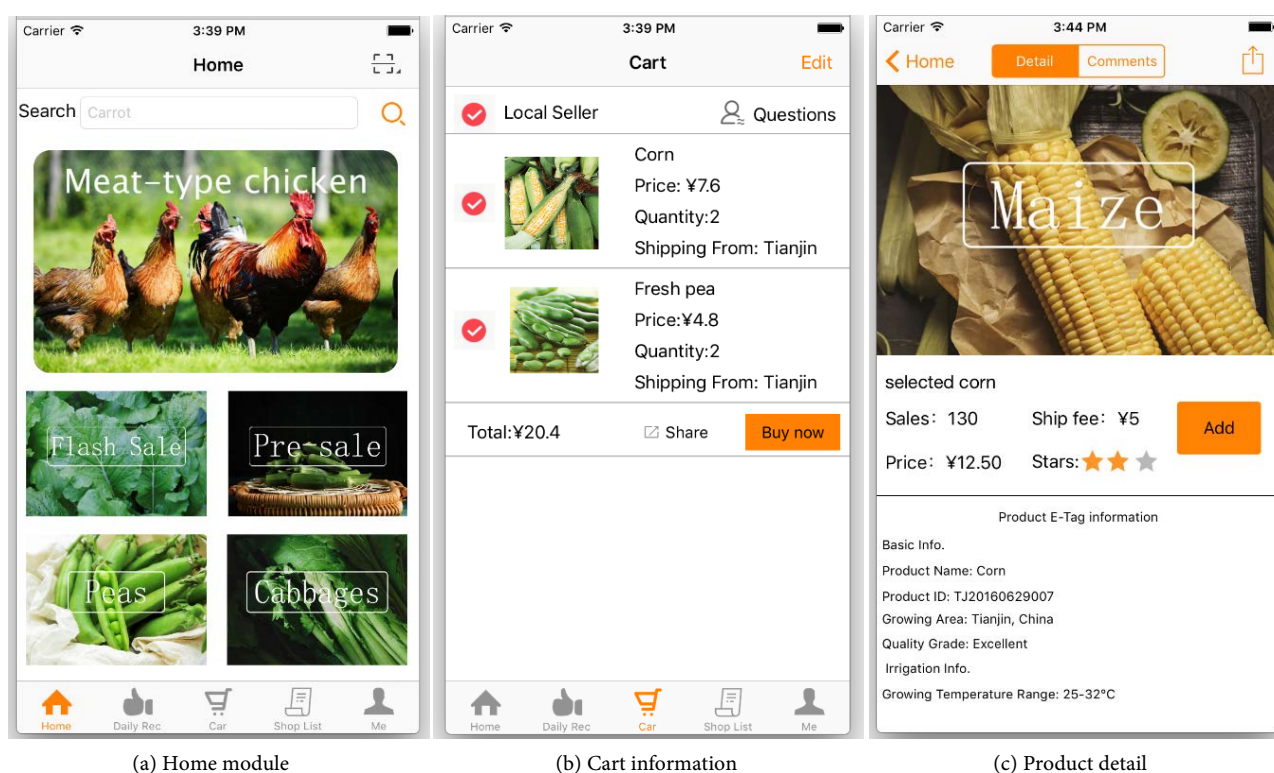 Carrier 3:39 PM
Home
Search Carrot
Meat-type chicken
Flash Sale Pre-sale
Peas Cabbages
Home Daily Rec Car Shop List Me
(a) Home module
Carrier 3:39 PM
Cart Edit
Local Seller Questions
Corn
Price: ¥7.6
Quantity:2
Shipping From: Tianjin
Fresh pea
Price:¥4.8
Quantity:2
Shipping From: Tianjin
Total:¥20.4 Share Buy now
Home Daily Rec Car Shop List Me
(b) Cart information
Carrier 3:44 PM
Home Detail Comments
Maize
selected corn
Sales: 130 Ship fee: ¥5
Add
Price: ¥12.50 Stars:
Product E-Tag information
Basic Info.
Product Name: Corn
Product ID: TJ20160629007
Growing Area: Tianjin, China
Quality Grade: Excellent
Irrigation Info.
Growing Temperature Range: 25-32°C
(c) Product detail